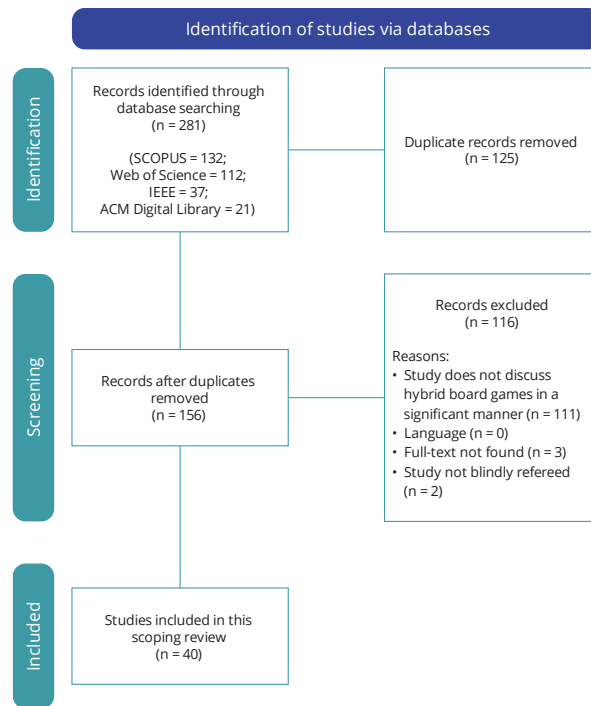 Identification of studies via databases
Identification
Records identified through
database searching
(n = 281)
(SCOPUS = 132;
Web of Science = 112;
IEEE = 37;
ACM Digital Library = 21)
Duplicate records removed
(n = 125)
Screening
Records after duplicates
removed
(n = 156)
Records excluded
(n = 116)
Reasons:
• Study does not discuss
hybrid board games in a
significant manner (n = 111)
• Language (n = 0)
• Full-text not found (n = 3)
• Study not blindly refereed
(n = 2)
Included
Studies included in this
scoping review
(n = 40)